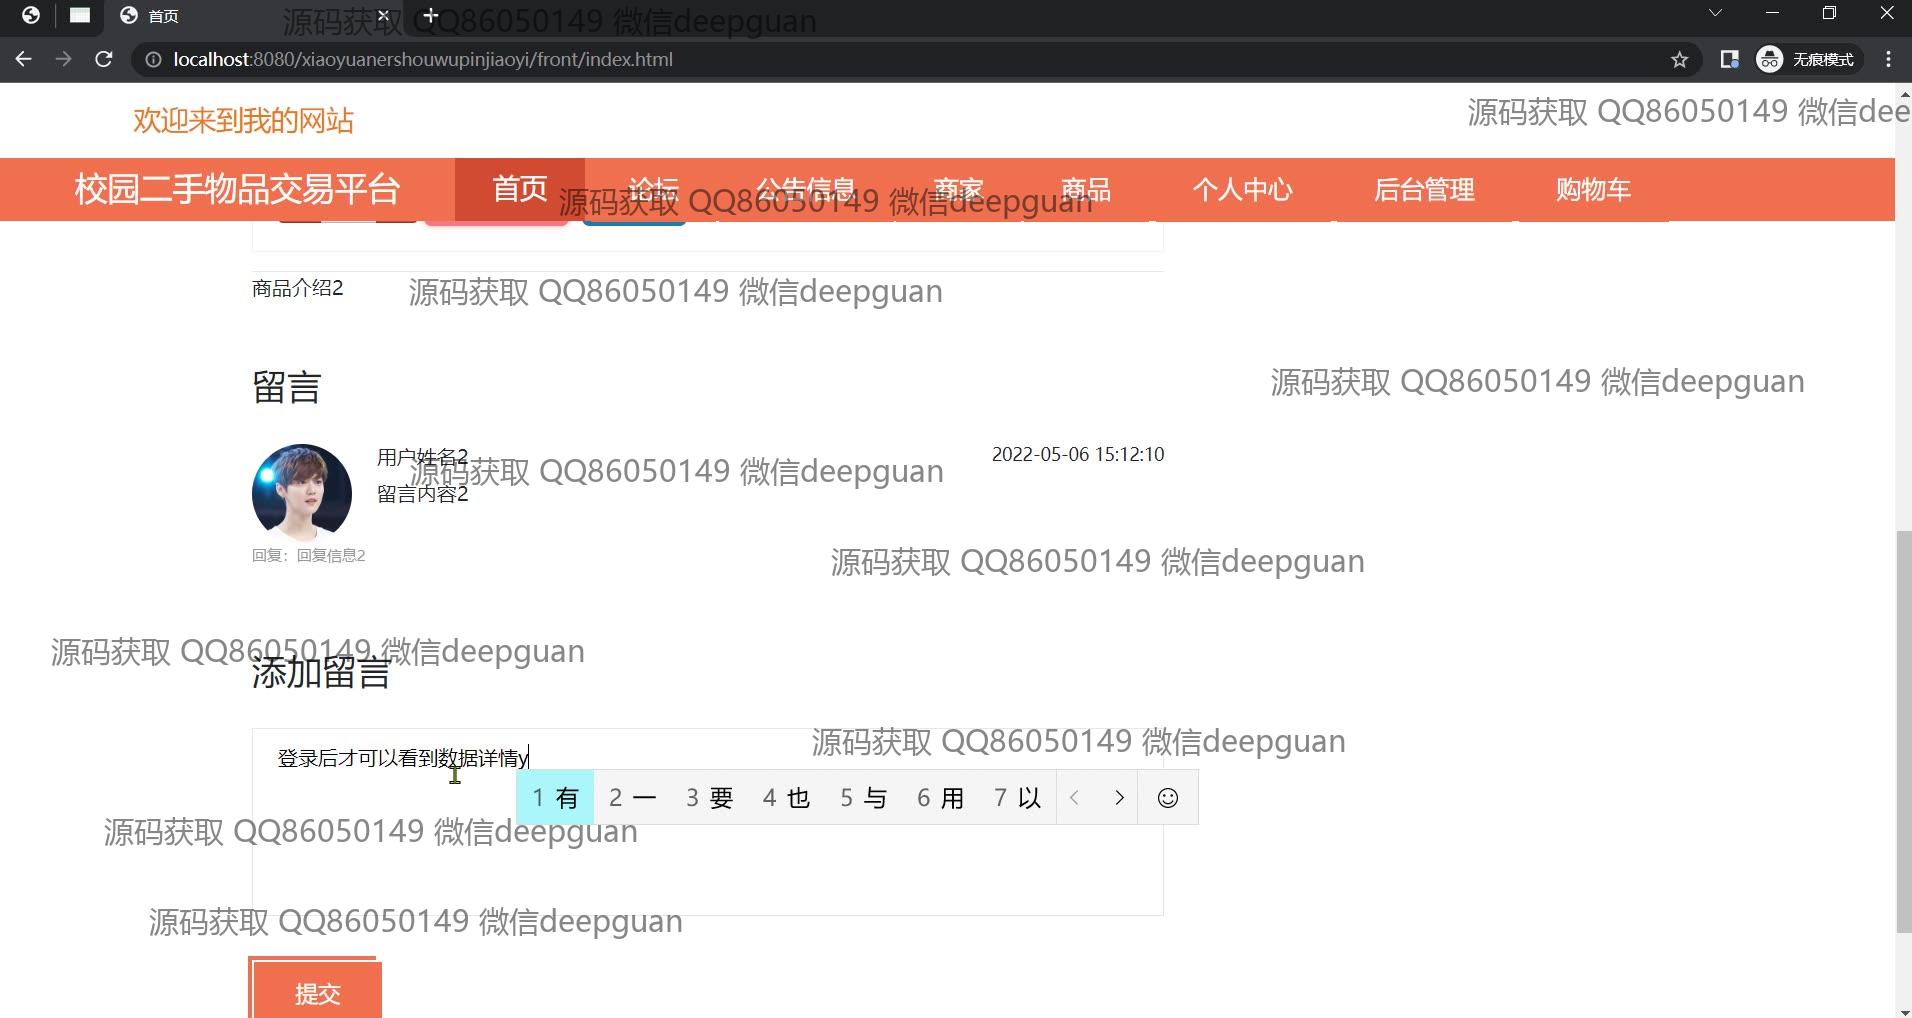 首页
源码获取 QQ86050149 微信deepguan
localhost:8080/xiaoyuanershouwupinjiaoyi/front/index.html
无痕模式
欢迎来到我的网站
源码获取 QQ86050149 微信dee
校园二手物品交易平台 首页 论坛 公告信息 商家 商品 个人中心 后台管理 购物车
源码获取 QQ86050149 微信deepguan
商品介绍2
源码获取 QQ86050149 微信deepguan
留言
源码获取 QQ86050149 微信deepguan
用户姓名2
2022-05-06 15:12:10
源码获取 QQ86050149 微信deepguan
留言内容2
回复：回复信息2
源码获取 QQ86050149 微信deepguan
源码获取 QQ86050149 微信deepguan
添加留言
源码获取 QQ86050149 微信deepguan
登录后才可以看到数据详情y
1 有 2 一 3 要 4 也 5 与 6 用 7 以
源码获取 QQ86050149 微信deepguan
源码获取 QQ86050149 微信deepguan
提交